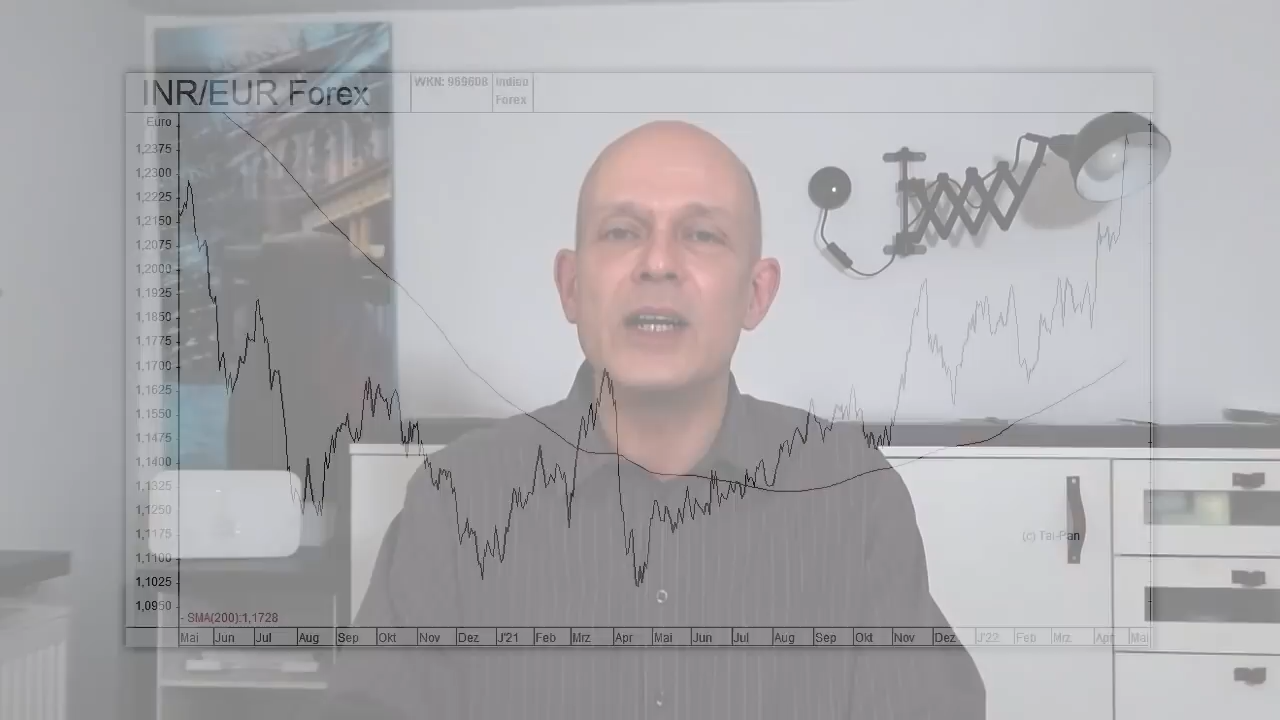 INR/EUR Forex
WKN: 969608
Indien
Forex
Euro
1,2375
1,2300
1,2225
1,2150
1,2075
1,2000
1,1925
1,1850
1,1775
1,1700
1,1625
1,1550
1,1475
1,1400
1,1325
1,1250
1,1175
1,1100
1,1025
1,0950
(c) Tai-Pan
- SMA(200):1,1728
Mai Jun Jul Aug Sep Okt Nov Dez J'21 Feb Mrz Apr Mai Jun Jul Aug Sep Okt Nov Dez J'22 Feb Mrz Apr Mai